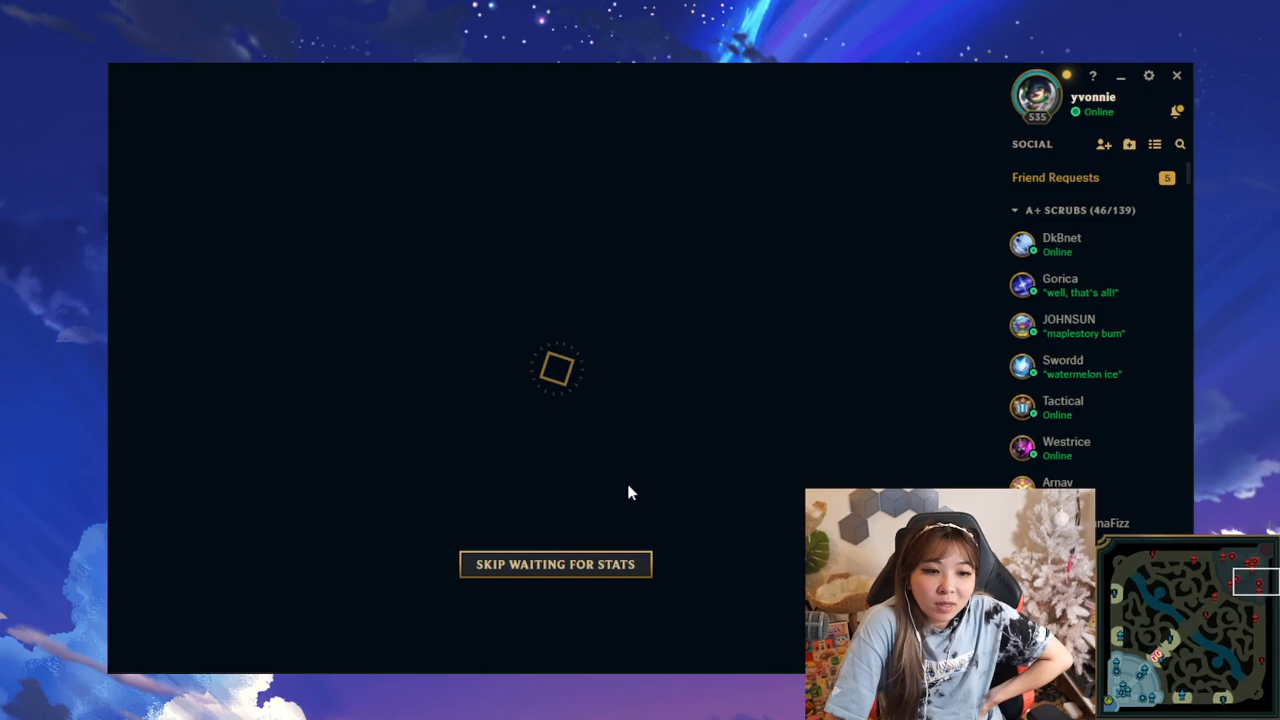 ?
yvonnie
535
Online
SOCIAL
Friend Requests
5
A+ SCRUBS (46/139)
DkBnet
Online
Gorica
"well, that's all!"
JOHNSUN
"maplestory bum"
Swordd
"watermelon ice"
Tactical
Online
Westrice
Online
Arnav
naFizz
SKIP WAITING FOR STATS